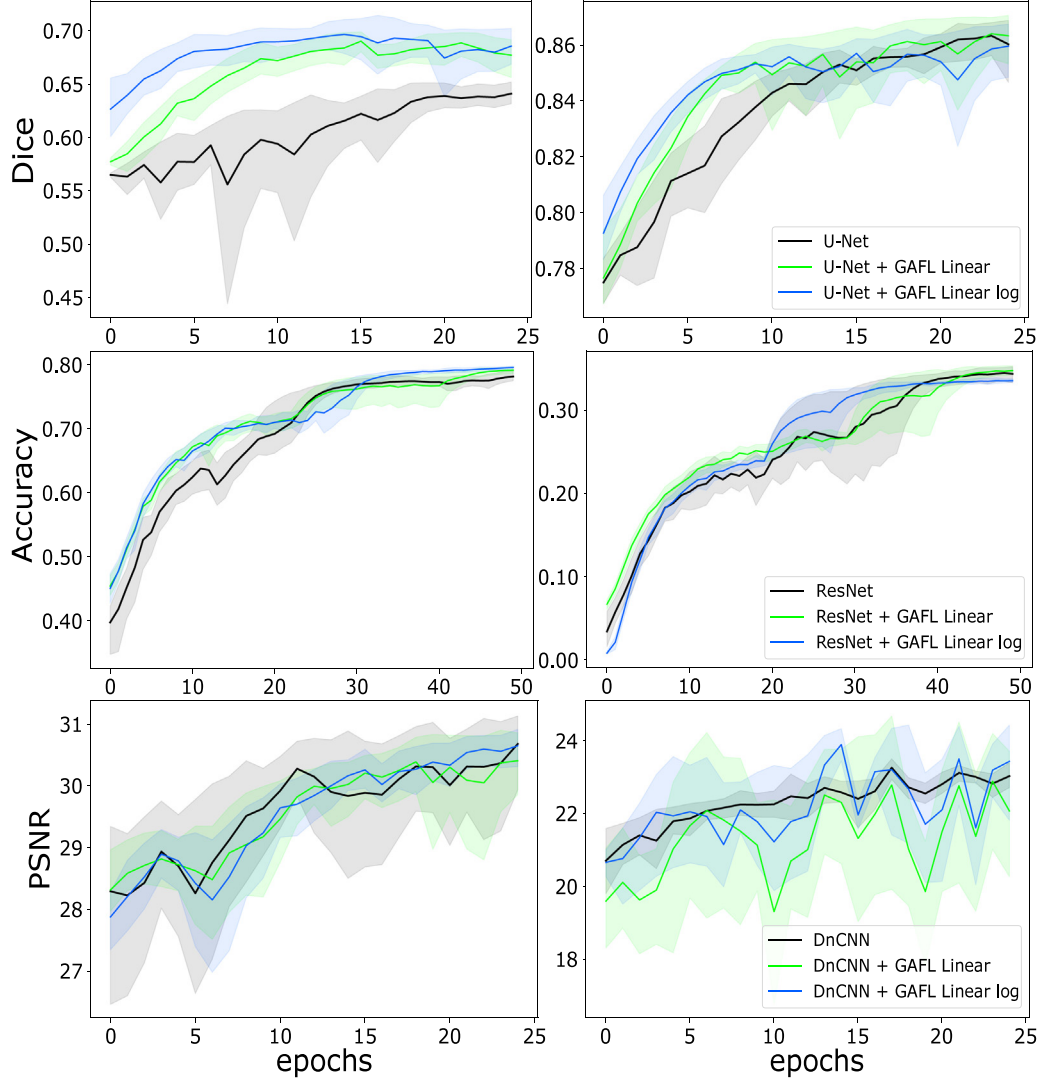 0.70
0.65
0.60
0.55
0.50
0.45
Dice
0 5 10 15 20 25
0.86
0.84
0.82
0.80
0.78
U-Net
U-Net + GAFL Linear
U-Net + GAFL Linear log
0 5 10 15 20 25
0.80
0.70
0.60
0.50
0.40
Accuracy
0 10 20 30 40 50
0.30
0.20
0.10
0.00
ResNet
ResNet + GAFL Linear
ResNet + GAFL Linear log
0 10 20 30 40 50
31
30
29
28
27
PSNR
0 5 10 15 20 25
epochs
24
22
20
18
DnCNN
DnCNN + GAFL Linear
DnCNN + GAFL Linear log
0 5 10 15 20 25
epochs